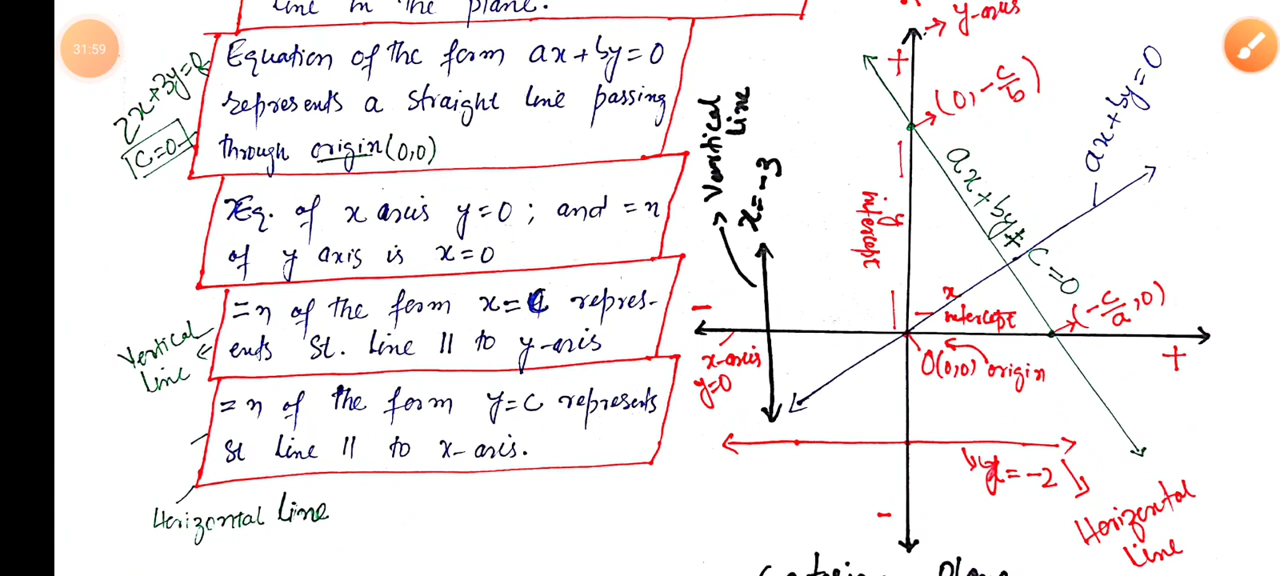 31:59
line in the plane.
Equation of the form ax+by=0
represents a straight line passing
through origin(0,0)
2x+3y=0
C=0
Eq. of x axis y=0 ; and =n
of y axis is x=0
=n of the form x=C repres-
ents St. Line || to y-axis
Vertical
Line
=n of the form y=C represents
St Line || to x-axis.
Horizontal Line
y-axis
+
(0, -c/b)
ax+by=0
Vertical
Line
x=-3
y
intercept
ax+by+C=0
x
intercept
(-c/a, 0)
-
x-axis
y=0
O(0,0) origin
+
y=-2
Horizontal
Line
-
Plane